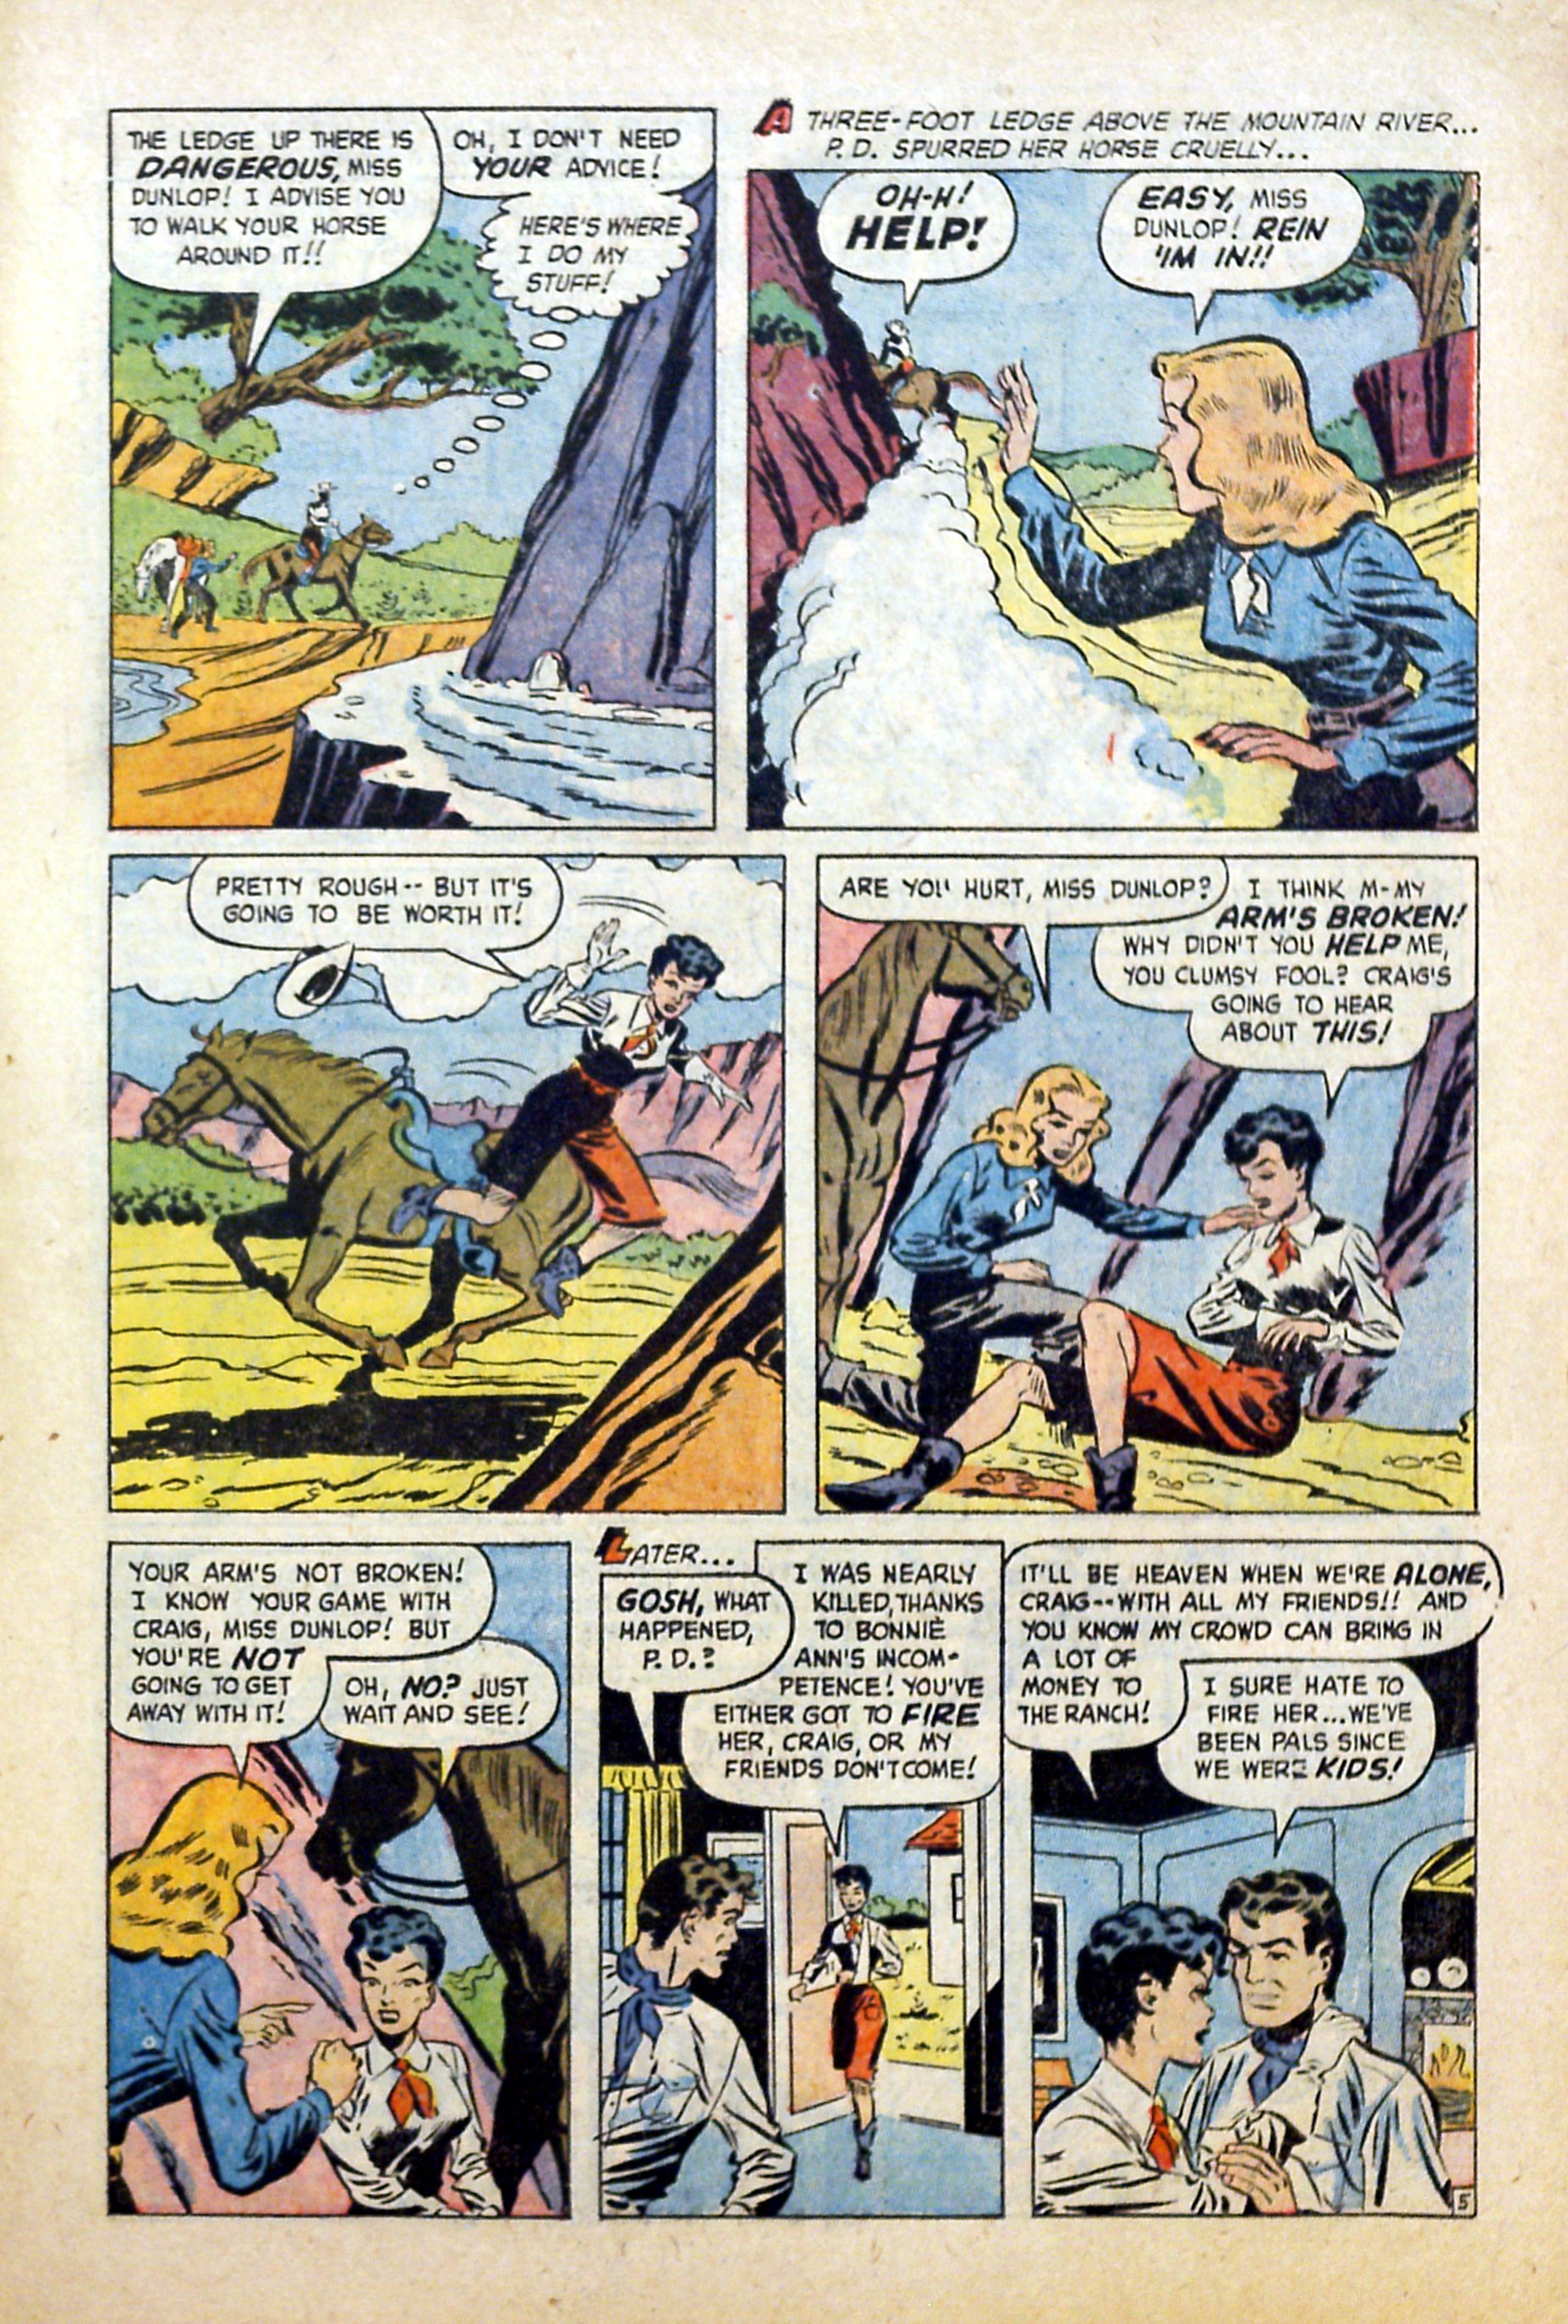 THE LEDGE UP THERE IS
DANGEROUS, MISS
DUNLOP! I ADVISE YOU
TO WALK YOUR HORSE
AROUND IT!!
OH, I DON'T NEED
YOUR ADVICE!
HERE'S WHERE
I DO MY
STUFF!
A THREE-FOOT LEDGE ABOVE THE MOUNTAIN RIVER...
P.D. SPURRED HER HORSE CRUELLY...
OH-H!
HELP!
EASY, MISS
DUNLOP! REIN
'IM IN!!
PRETTY ROUGH-- BUT IT'S
GOING TO BE WORTH IT!
ARE YOU HURT, MISS DUNLOP?
I THINK M-MY
ARM'S BROKEN!
WHY DIDN'T YOU HELP ME,
YOU CLUMSY FOOL? CRAIG'S
GOING TO HEAR
ABOUT THIS!
YOUR ARM'S NOT BROKEN!
I KNOW YOUR GAME WITH
CRAIG, MISS DUNLOP! BUT
YOU'RE NOT
GOING TO GET
AWAY WITH IT!
OH, NO? JUST
WAIT AND SEE!
LATER...
GOSH, WHAT
HAPPENED,
P.D.?
I WAS NEARLY
KILLED, THANKS
TO BONNIE
ANN'S INCOM-
PETENCE! YOU'VE
EITHER GOT TO FIRE
HER, CRAIG, OR MY
FRIENDS DON'T COME!
IT'LL BE HEAVEN WHEN WE'RE ALONE,
CRAIG--WITH ALL MY FRIENDS!! AND
YOU KNOW MY CROWD CAN BRING IN
A LOT OF
MONEY TO
THE RANCH!
I SURE HATE TO
FIRE HER...WE'VE
BEEN PALS SINCE
WE WERE KIDS!
5